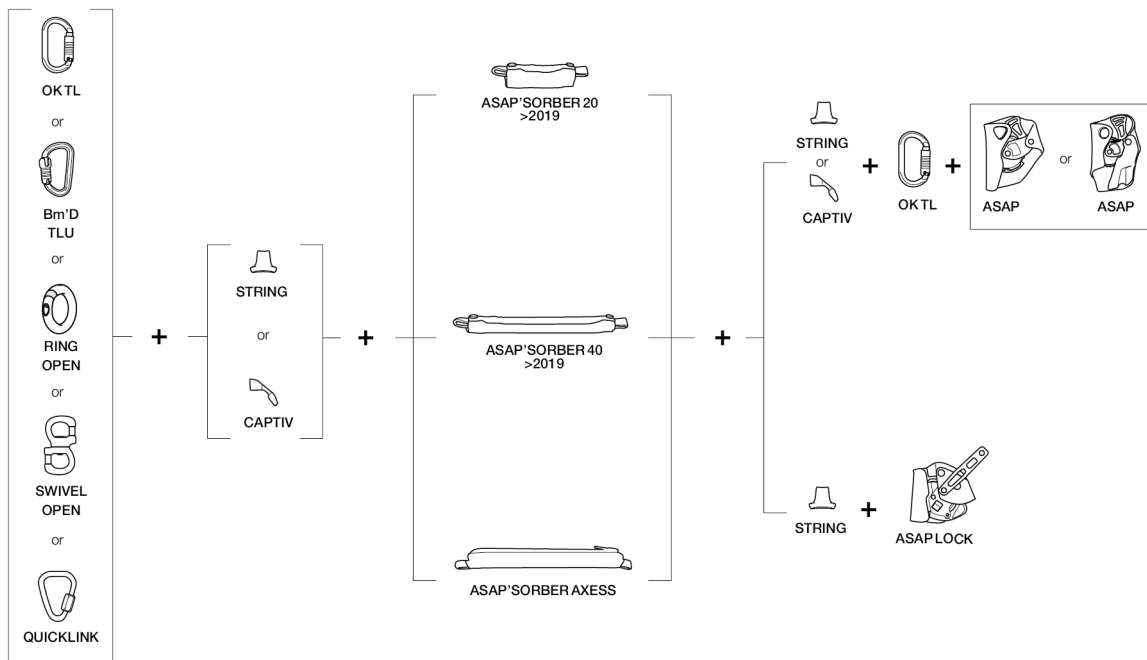 OK TL
or
Bm'D
TLU
or
RING
OPEN
or
SWIVEL
OPEN
or
QUICKLINK
+
STRING
or
CAPTIV
+
ASAP'SORBER 20
>2019
ASAP'SORBER 40
>2019
ASAP'SORBER AXESS
+
STRING
or
CAPTIV
+
OK TL
+
ASAP
or
ASAP
STRING
+
ASAP LOCK